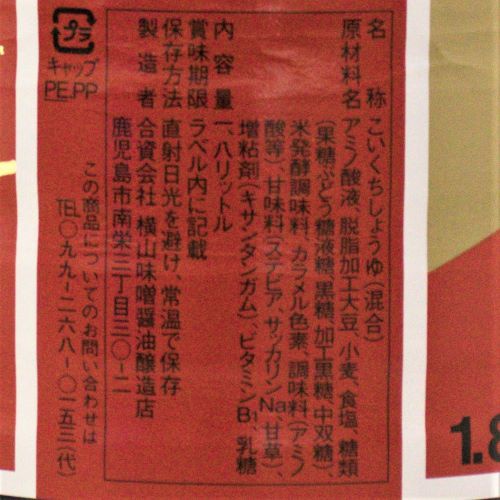 名 称 こいくちしょうゆ(混合)
原材料名 アミノ酸液、脱脂加工大豆、小麦、食塩、糖類
(果糖ぶどう糖液糖、黒糖、加工黒糖、中双糖)、
米発酵調味料、カラメル色素、調味料(アミノ
酸等)、甘味料(ステビア、サッカリンNa、甘草)、
増粘剤(キサンタンガム)、ビタミンB1、乳糖
内容量 一、八リットル
賞味期限 ラベル内に記載
保存方法 直射日光を避け、常温で保存
製造者 合資会社 横山味噌醤油醸造店
鹿児島市南栄三丁目三〇-二
この商品についてのお問い合わせは
TEL〇九九-二六八-〇一五三(代)
プラ
キャップ
PE,PP
1.8